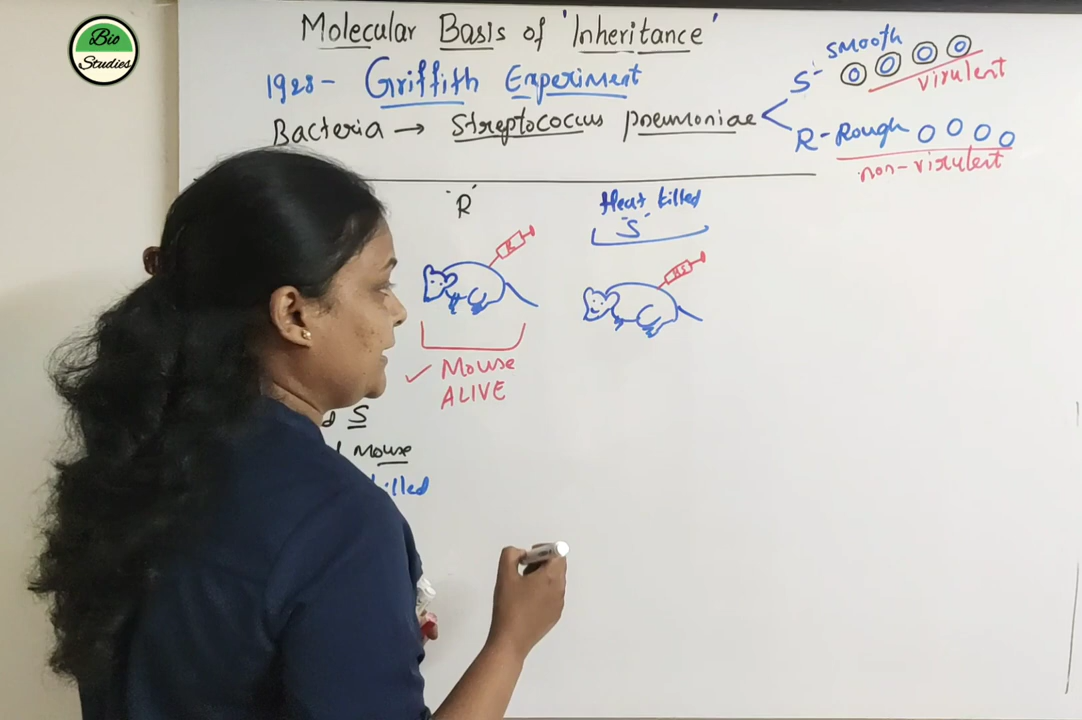 Bio
Studies
Molecular Basis of 'Inheritance'
1928- Griffith Experiment
Bacteria → Streptococcus pneumoniae
S- smooth
virulent
R- Rough
non-virulent
"R"
Heat killed
"S"
R
HS
✓ Mouse
ALIVE
S
Mouse
killed